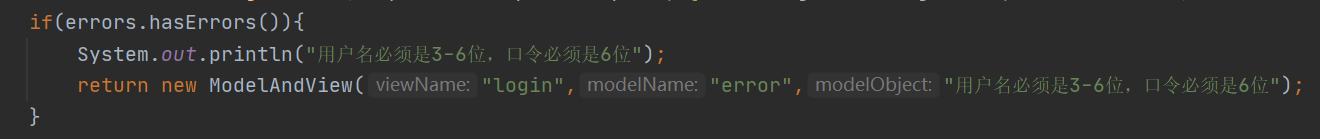 if(errors.hasErrors()){
System.out.println("用户名必须是3-6位，口令必须是6位");
return new ModelAndView( viewName: "login", modelName: "error", modelObject: "用户名必须是3-6位，口令必须是6位");
}